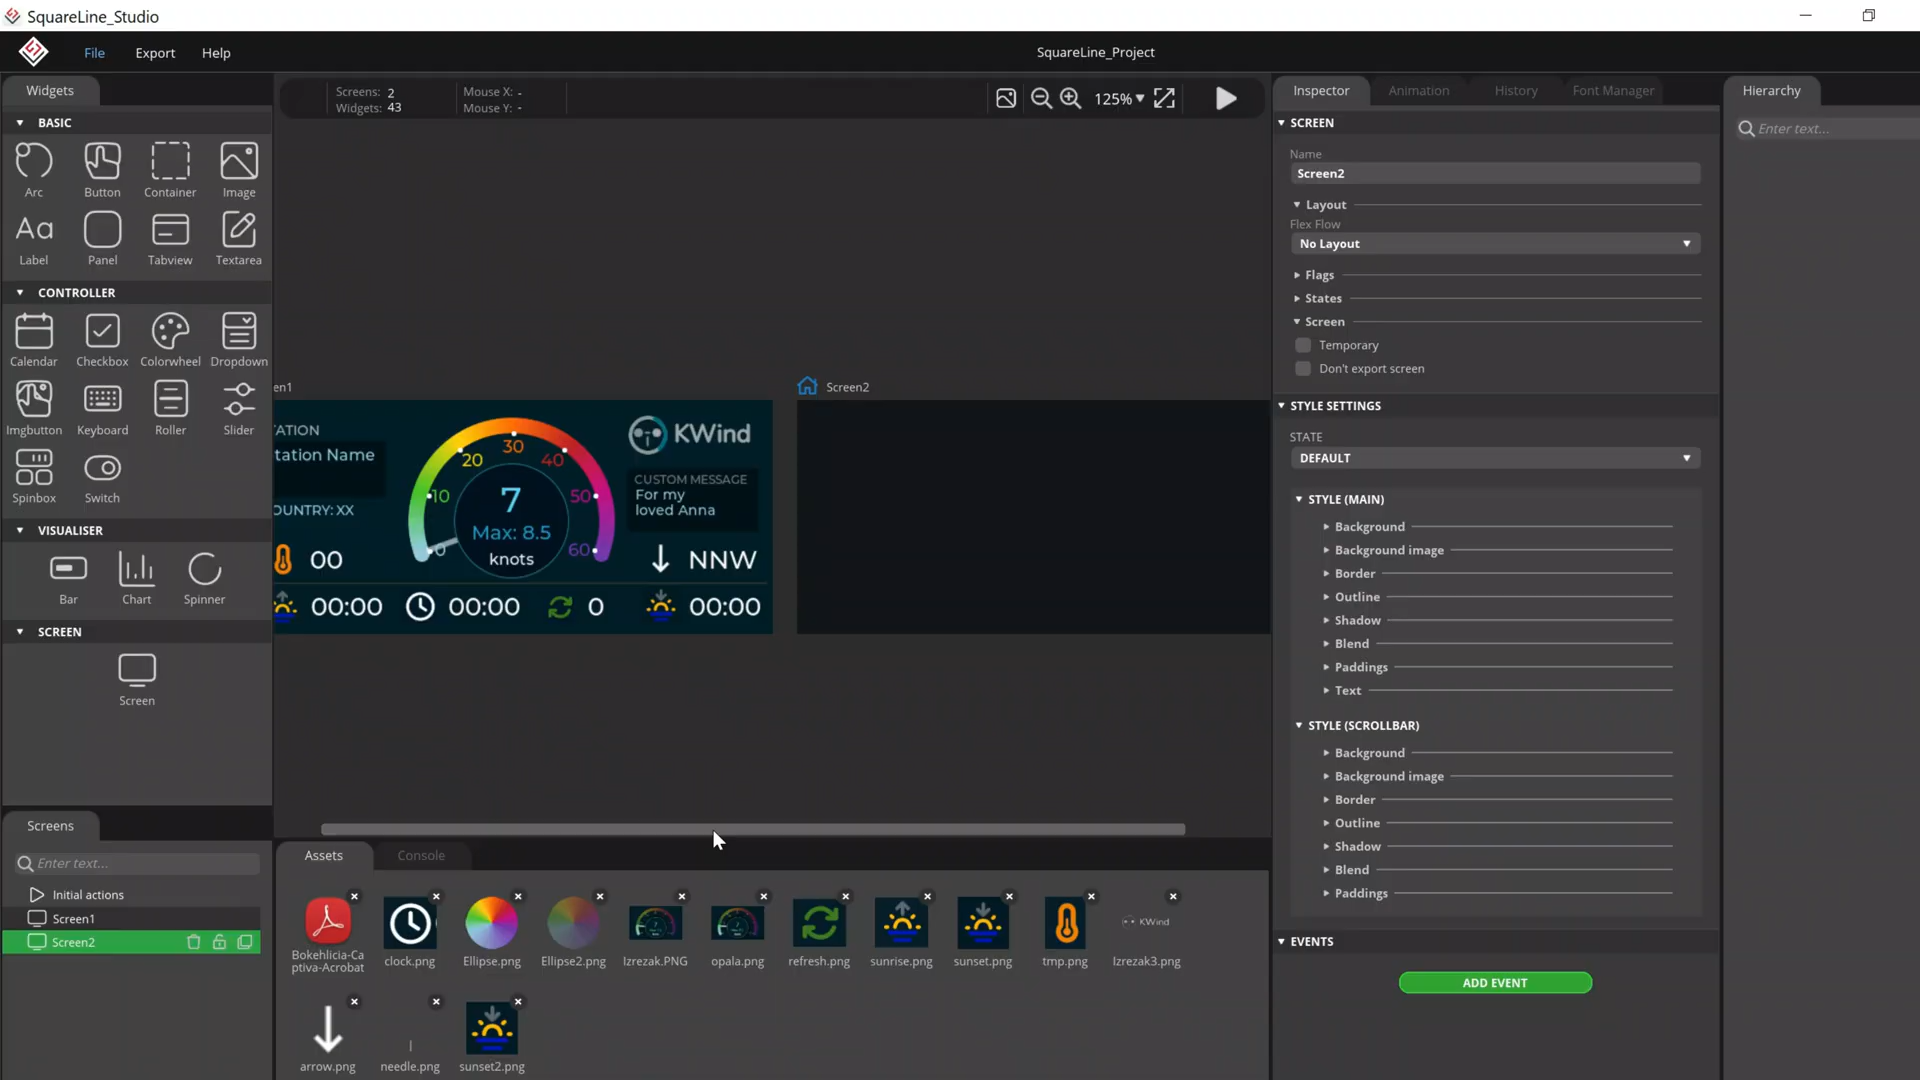 SquareLine_Studio
File Export Help
SquareLine_Project
Widgets
BASIC
Arc Button Container Image
Label Panel Tabview Textarea
CONTROLLER
Calendar Checkbox Colorwheel Dropdown
Imgbutton Keyboard Roller Slider
Spinbox Switch
VISUALISER
Bar Chart Spinner
SCREEN
Screen
Screens
Enter text...
Initial actions
Screen1
Screen2
Screens: 2
Widgets: 43
Mouse X: -
Mouse Y: -
125%
en1
Screen2
ATION
tation Name
OUNTRY: XX
00
0 10 20 30 40 50 60
7
Max: 8.5
knots
KWind
CUSTOM MESSAGE
For my
loved Anna
NNW
00:00 00:00 0 00:00
Assets Console
Bokehlicia-Ca
ptiva-Acrobat
clock.png
Ellipse.png
Ellipse2.png
Izrezak.PNG
opala.png
refresh.png
sunrise.png
sunset.png
tmp.png
KWind
Izrezak3.png
arrow.png
needle.png
sunset2.png
Inspector Animation History Font Manager
SCREEN
Name
Screen2
Layout
Flex Flow
No Layout
Flags
States
Screen
Temporary
Don't export screen
STYLE SETTINGS
STATE
DEFAULT
STYLE (MAIN)
Background
Background image
Border
Outline
Shadow
Blend
Paddings
Text
STYLE (SCROLLBAR)
Background
Background image
Border
Outline
Shadow
Blend
Paddings
EVENTS
ADD EVENT
Hierarchy
Enter text...